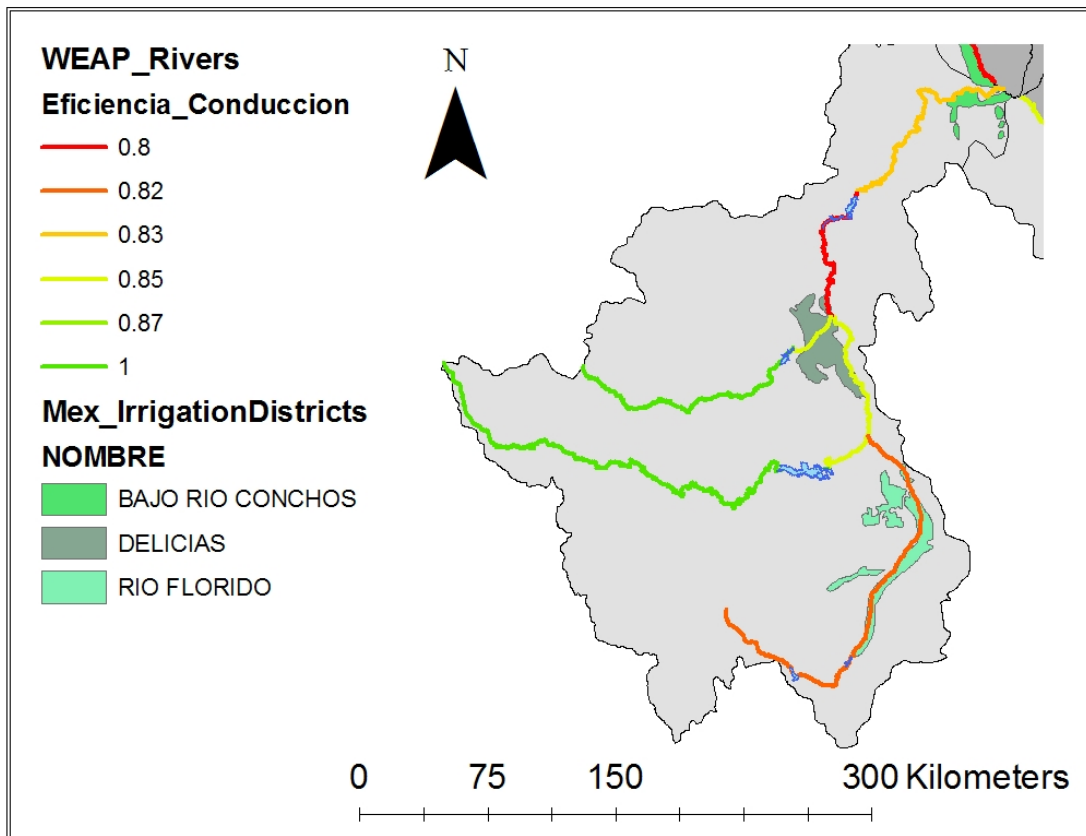 WEAP_Rivers
Eficiencia_Conduccion
0.8
0.82
0.83
0.85
0.87
1
Mex_IrrigationDistricts
NOMBRE
BAJO RIO CONCHOS
DELICIAS
RIO FLORIDO
N
0 75 150 300 Kilometers